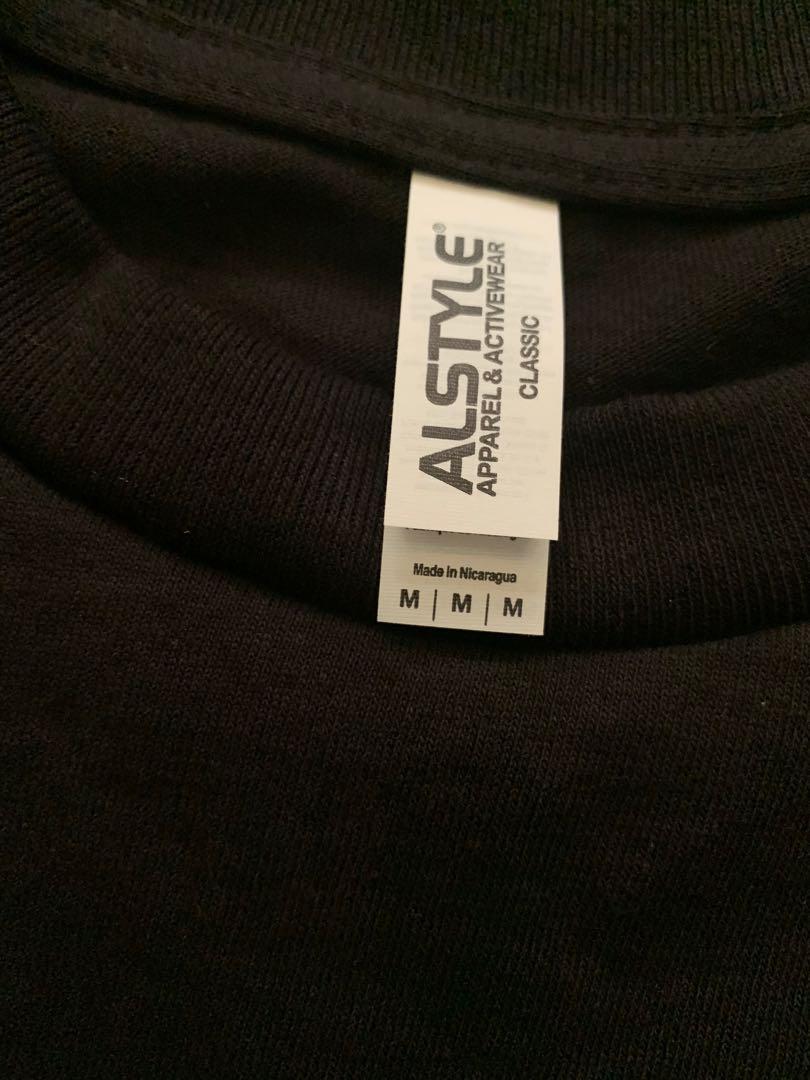 ALSTYLE®
APPAREL & ACTIVEWEAR
CLASSIC
Made in Nicaragua
M | M | M